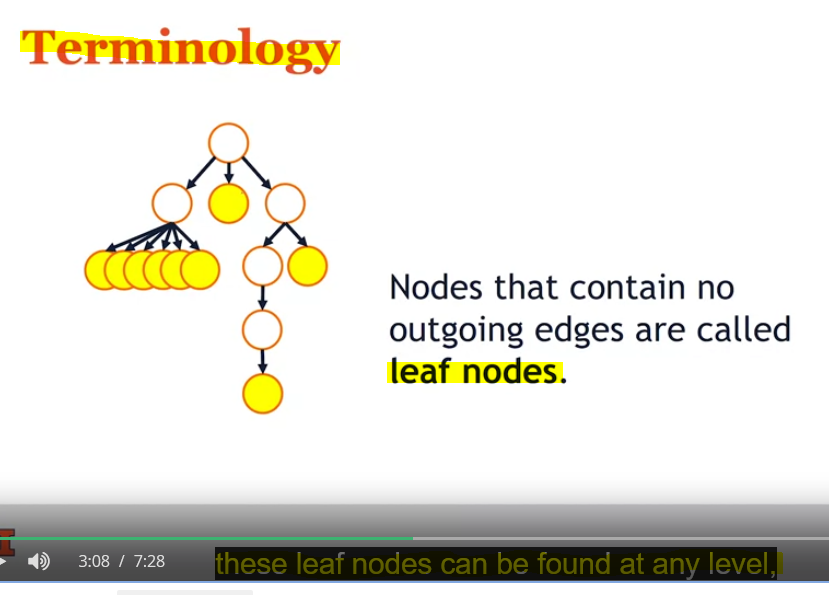 Terminology
Nodes that contain no
outgoing edges are called
leaf nodes.
I
3:08 / 7:28
these leaf nodes can be found at any level,